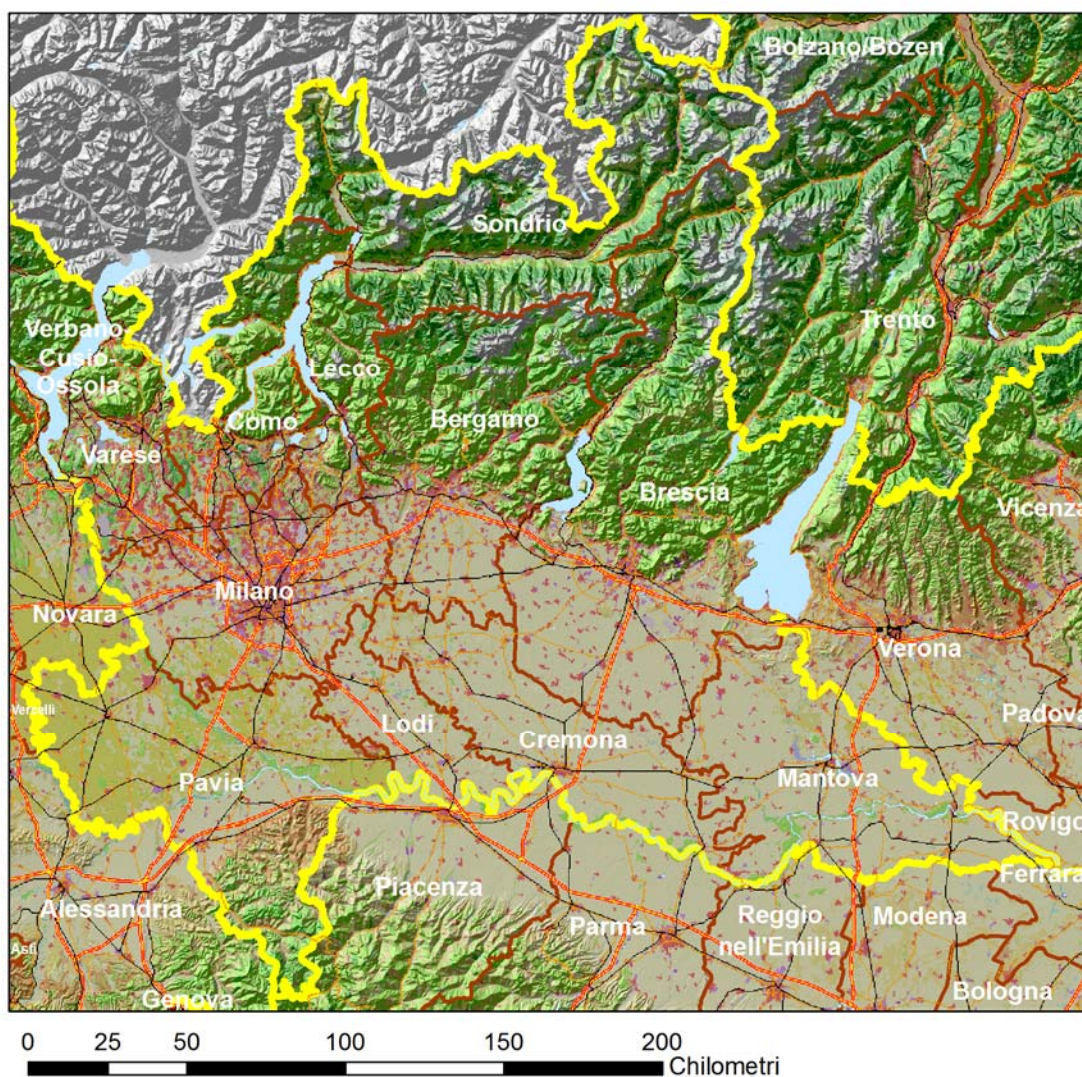 Bolzano/Bozen
Sondrio
Trento
Verbano-
Cusio-
Ossola
Lecco
Como
Bergamo
Varese
Brescia
Vicenza
Milano
Novara
Verona
Vercelli
Lodi
Cremona
Padova
Pavia
Mantova
Rovigo
Ferrara
Piacenza
Alessandria
Parma
Reggio
nell'Emilia
Modena
Asti
Genova
Bologna
0 25 50 100 150 200
Chilometri